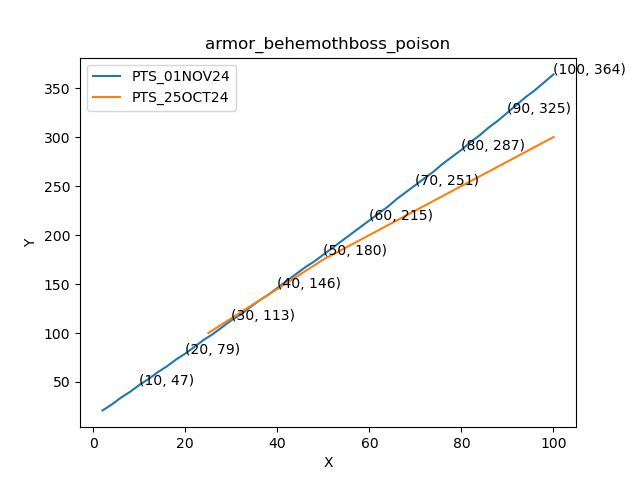 armor_behemothboss_poison
PTS_01NOV24
PTS_25OCT24
(100, 364)
(90, 325)
(80, 287)
(70, 251)
(60, 215)
(50, 180)
(40, 146)
(30, 113)
(20, 79)
(10, 47)
350
300
250
200
150
100
50
Y
0 20 40 60 80 100
X